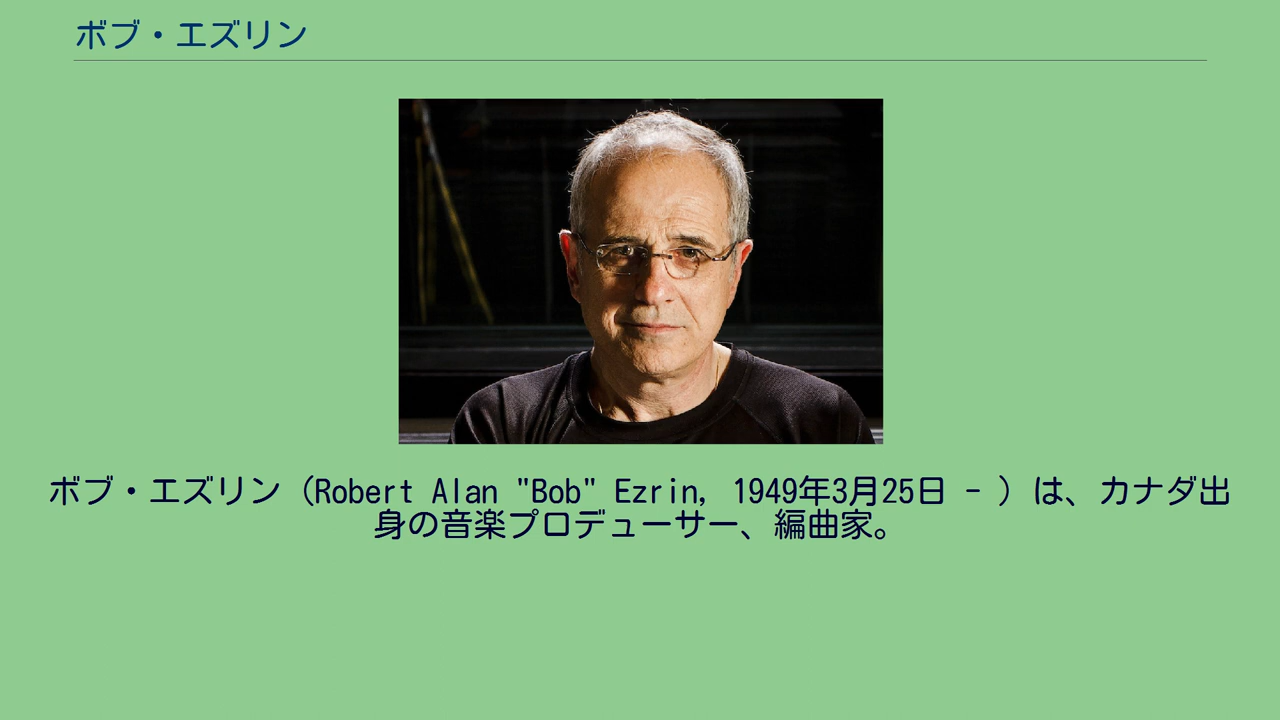 ボブ・エズリン
ボブ・エズリン（Robert Alan "Bob" Ezrin, 1949年3月25日 - ）は、カナダ出
身の音楽プロデューサー、編曲家。